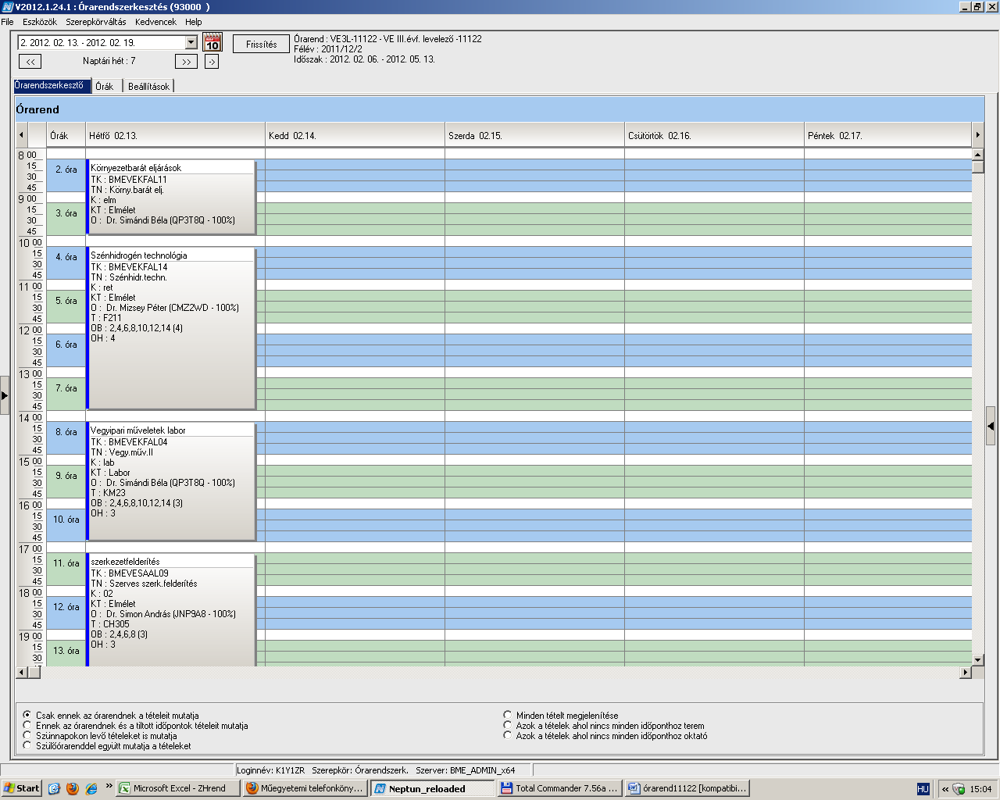 V2012.1.24.1 : Órarendszerkesztés (93000 )
File Eszközök Szerepkörváltás Kedvencek Help
2. 2012. 02. 13. - 2012. 02. 19.
10
Frissítés
Órarend : VE3L-11122 - VE III.évf. levelező -11122
Félév : 2011/12/2
Időszak : 2012. 02. 06. - 2012. 05. 13.
<< Naptári hét : 7 >> ->
Órarendszerkesztő Órák Beállítások
Órarend
Órák Hétfő 02.13. Kedd 02.14. Szerda 02.15. Csütörtök 02.16. Péntek 02.17.
8 00
15
30
45
2. óra
9 00
15
30
45
3. óra
Környezetbarát eljárások
TK : BMEVEKFAL11
TN : Körny.barát elj.
K : elm
KT : Elmélet
O : Dr. Simándi Béla (QP3T8Q - 100%)
10 00
15
30
45
4. óra
11 00
15
30
45
5. óra
12 00
15
30
45
6. óra
13 00
15
30
45
7. óra
Szénhidrogén technológia
TK : BMEVEKFAL14
TN : Szénhidr.techn.
K : ret
KT : Elmélet
O : Dr. Mizsey Péter (CMZ2WD - 100%)
T : F211
OB : 2,4,6,8,10,12,14 (4)
OH : 4
14 00
15
30
45
8. óra
15 00
15
30
45
9. óra
16 00
15
30
45
10. óra
Vegyipari műveletek labor
TK : BMEVEKFAL04
TN : Vegy.műv.II
K : lab
KT : Labor
O : Dr. Simándi Béla (QP3T8Q - 100%)
T : KM23
OB : 2,4,6,8,10,12,14 (3)
OH : 3
17 00
15
30
45
11. óra
18 00
15
30
45
12. óra
19 00
15
30
13. óra
szerkezetfelderítés
TK : BMEVESAAL09
TN : Szerves szerk.felderítés
K : 02
KT : Elmélet
O : Dr. Simon András (JNP9A8 - 100%)
T : CH305
OB : 2,4,6,8 (3)
OH : 3
Csak ennek az órarendnek a tételeit mutatja
Ennek az órarendnek és a tiltott időpontok tételeit mutatja
Szünnapokon levő tételeket is mutatja
Szülőórarenddel együtt mutatja a tételeket
Minden tételt megjelenítése
Azok a tételek ahol nincs minden időponthoz terem
Azok a tételek ahol nincs minden időponthoz oktató
Loginnév: K1Y1ZR Szerepkör: Órarendszerk. Szerver: BME_ADMIN_x64
Start » Microsoft Excel - ZHrend Műegyetemi telefonköny... Neptun_reloaded Total Commander 7.56a ... órarend11122 [kompatibi... HU « 15:04